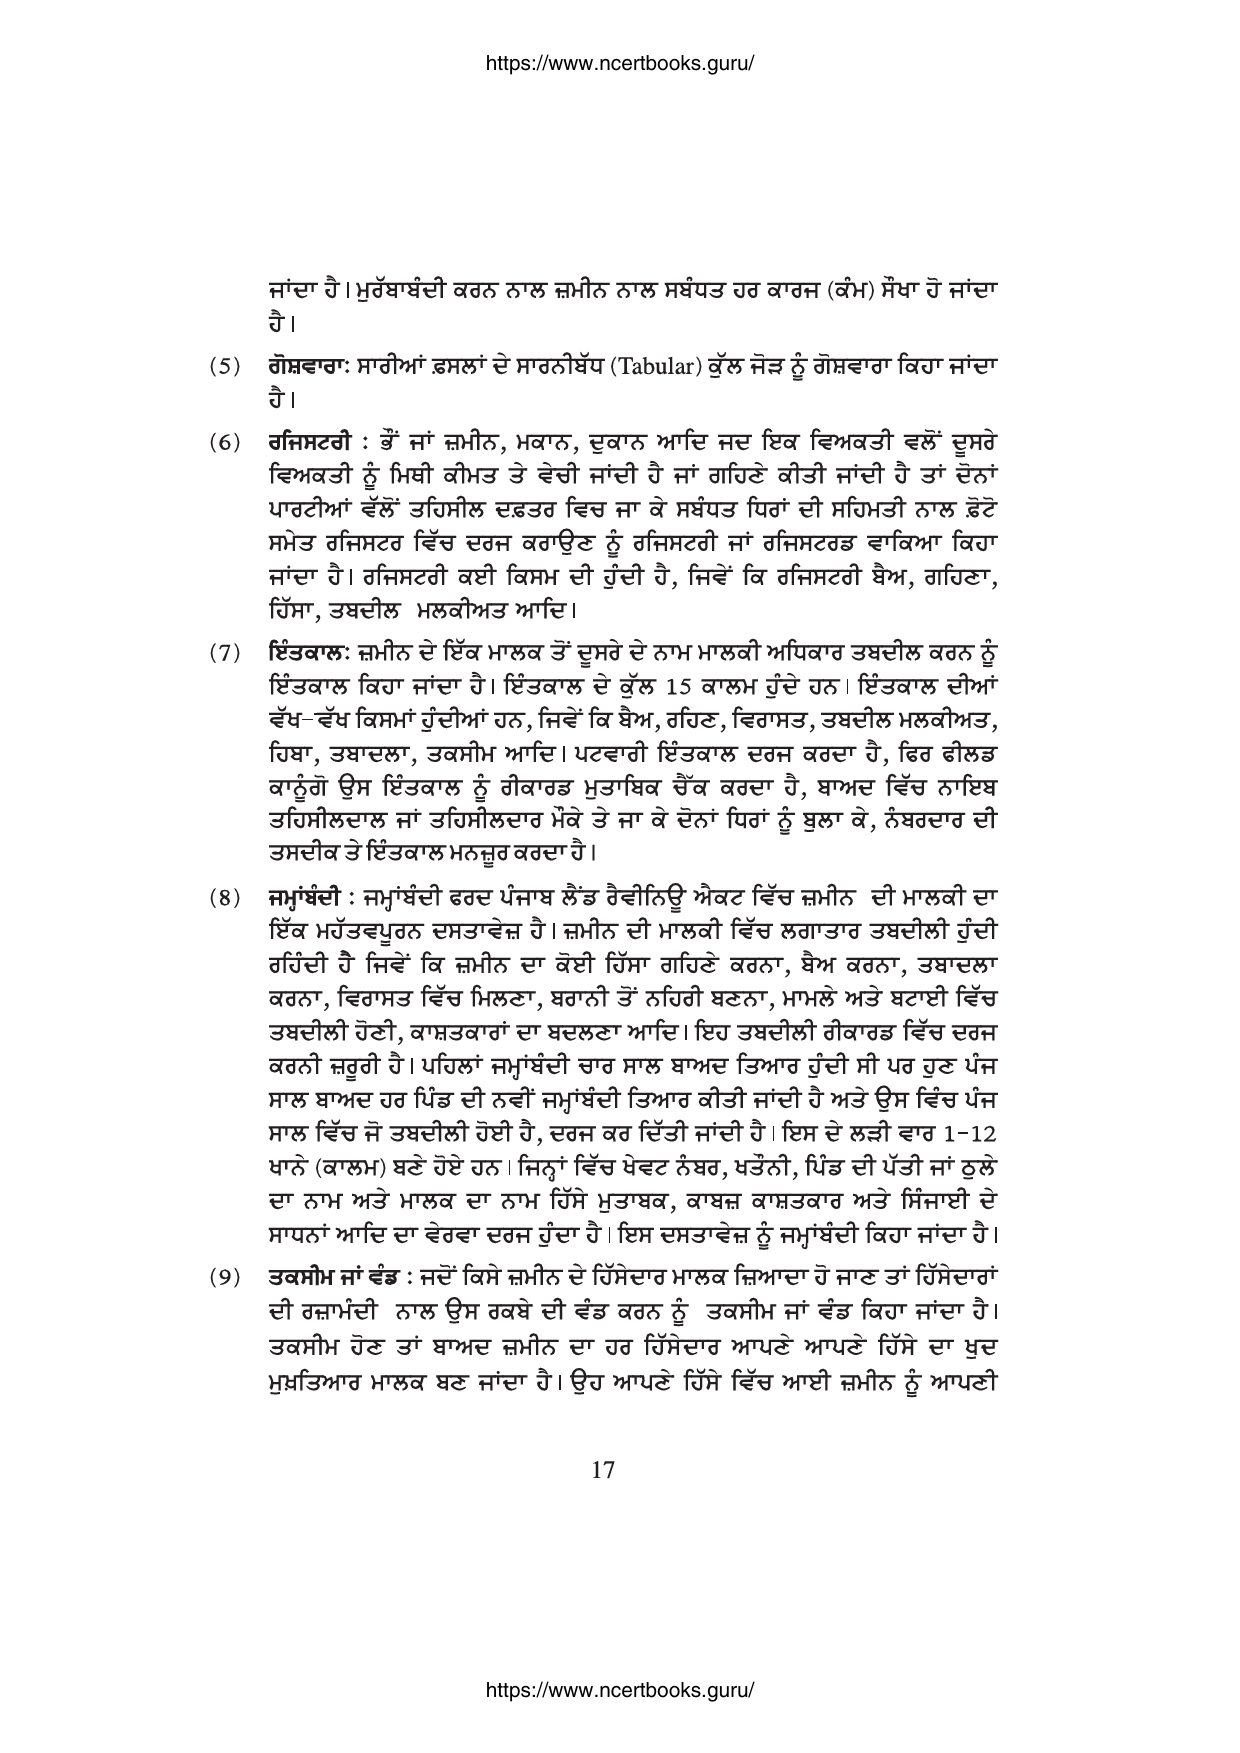 https://www.ncertbooks.guru/
ਜਾਂਦਾ ਹੈ। ਮੁਰੱਬਾਬੰਦੀ ਕਰਨ ਨਾਲ ਜ਼ਮੀਨ ਨਾਲ ਸਬੰਧਤ ਹਰ ਕਾਰਜ (ਕੰਮ) ਸੌਖਾ ਹੋ ਜਾਂਦਾ
ਹੈ।
(5) ਗੋਸ਼ਵਾਰਾ: ਸਾਰੀਆਂ ਫ਼ਸਲਾਂ ਦੇ ਸਾਰਨੀਬੱਧ (Tabular) ਕੁੱਲ ਜੋੜ ਨੂੰ ਗੋਸ਼ਵਾਰਾ ਕਿਹਾ ਜਾਂਦਾ
ਹੈ।
(6) ਰਜਿਸਟਰੀ : ਭੌਂ ਜਾਂ ਜ਼ਮੀਨ, ਮਕਾਨ, ਦੁਕਾਨ ਆਦਿ ਜਦ ਇਕ ਵਿਅਕਤੀ ਵਲੋਂ ਦੂਸਰੇ
ਵਿਅਕਤੀ ਨੂੰ ਮਿਥੀ ਕੀਮਤ ਤੇ ਵੇਚੀ ਜਾਂਦੀ ਹੈ ਜਾਂ ਗਹਿਣੇ ਕੀਤੀ ਜਾਂਦੀ ਹੈ ਤਾਂ ਦੋਨਾਂ
ਪਾਰਟੀਆਂ ਵੱਲੋਂ ਤਹਿਸੀਲ ਦਫ਼ਤਰ ਵਿਚ ਜਾ ਕੇ ਸਬੰਧਤ ਧਿਰਾਂ ਦੀ ਸਹਿਮਤੀ ਨਾਲ ਫ਼ੋਟੋ
ਸਮੇਤ ਰਜਿਸਟਰ ਵਿੱਚ ਦਰਜ ਕਰਾਉਣ ਨੂੰ ਰਜਿਸਟਰੀ ਜਾਂ ਰਜਿਸਟਰਡ ਵਾਕਿਆ ਕਿਹਾ
ਜਾਂਦਾ ਹੈ। ਰਜਿਸਟਰੀ ਕਈ ਕਿਸਮ ਦੀ ਹੁੰਦੀ ਹੈ, ਜਿਵੇਂ ਕਿ ਰਜਿਸਟਰੀ ਬੈਅ, ਗਹਿਣਾ,
ਹਿੱਸਾ, ਤਬਦੀਲ ਮਲਕੀਅਤ ਆਦਿ।
(7) ਇੰਤਕਾਲ: ਜ਼ਮੀਨ ਦੇ ਇੱਕ ਮਾਲਕ ਤੋਂ ਦੂਸਰੇ ਦੇ ਨਾਮ ਮਾਲਕੀ ਅਧਿਕਾਰ ਤਬਦੀਲ ਕਰਨ ਨੂੰ
ਇੰਤਕਾਲ ਕਿਹਾ ਜਾਂਦਾ ਹੈ। ਇੰਤਕਾਲ ਦੇ ਕੁੱਲ 15 ਕਾਲਮ ਹੁੰਦੇ ਹਨ। ਇੰਤਕਾਲ ਦੀਆਂ
ਵੱਖ-ਵੱਖ ਕਿਸਮਾਂ ਹੁੰਦੀਆਂ ਹਨ, ਜਿਵੇਂ ਕਿ ਬੈਅ, ਰਹਿਣ, ਵਿਰਾਸਤ, ਤਬਦੀਲ ਮਲਕੀਅਤ,
ਹਿਬਾ, ਤਬਾਦਲਾ, ਤਕਸੀਮ ਆਦਿ। ਪਟਵਾਰੀ ਇੰਤਕਾਲ ਦਰਜ ਕਰਦਾ ਹੈ, ਫਿਰ ਫੀਲਡ
ਕਾਨੂੰਗੋ ਉਸ ਇੰਤਕਾਲ ਨੂੰ ਰੀਕਾਰਡ ਮੁਤਾਬਿਕ ਚੈੱਕ ਕਰਦਾ ਹੈ, ਬਾਅਦ ਵਿੱਚ ਨਾਇਬ
ਤਹਿਸੀਲਦਾਲ ਜਾਂ ਤਹਿਸੀਲਦਾਰ ਮੌਕੇ ਤੇ ਜਾ ਕੇ ਦੋਨਾਂ ਧਿਰਾਂ ਨੂੰ ਬੁਲਾ ਕੇ, ਨੰਬਰਦਾਰ ਦੀ
ਤਸਦੀਕ ਤੇ ਇੰਤਕਾਲ ਮਨਜ਼ੂਰ ਕਰਦਾ ਹੈ।
(8) ਜਮ੍ਹਾਂਬੰਦੀ : ਜਮ੍ਹਾਂਬੰਦੀ ਫਰਦ ਪੰਜਾਬ ਲੈਂਡ ਰੈਵੀਨਿਊ ਐਕਟ ਵਿੱਚ ਜ਼ਮੀਨ ਦੀ ਮਾਲਕੀ ਦਾ
ਇੱਕ ਮਹੱਤਵਪੂਰਨ ਦਸਤਾਵੇਜ਼ ਹੈ। ਜ਼ਮੀਨ ਦੀ ਮਾਲਕੀ ਵਿੱਚ ਲਗਾਤਾਰ ਤਬਦੀਲੀ ਹੁੰਦੀ
ਰਹਿੰਦੀ ਹੈ ਜਿਵੇਂ ਕਿ ਜ਼ਮੀਨ ਦਾ ਕੋਈ ਹਿੱਸਾ ਗਹਿਣੇ ਕਰਨਾ, ਬੈਅ ਕਰਨਾ, ਤਬਾਦਲਾ
ਕਰਨਾ, ਵਿਰਾਸਤ ਵਿੱਚ ਮਿਲਣਾ, ਬਰਾਨੀ ਤੋਂ ਨਹਿਰੀ ਬਣਨਾ, ਮਾਮਲੇ ਅਤੇ ਬਟਾਈ ਵਿੱਚ
ਤਬਦੀਲੀ ਹੋਣੀ, ਕਾਸ਼ਤਕਾਰਾਂ ਦਾ ਬਦਲਣਾ ਆਦਿ। ਇਹ ਤਬਦੀਲੀ ਰੀਕਾਰਡ ਵਿੱਚ ਦਰਜ
ਕਰਨੀ ਜ਼ਰੂਰੀ ਹੈ। ਪਹਿਲਾਂ ਜਮ੍ਹਾਂਬੰਦੀ ਚਾਰ ਸਾਲ ਬਾਅਦ ਤਿਆਰ ਹੁੰਦੀ ਸੀ ਪਰ ਹੁਣ ਪੰਜ
ਸਾਲ ਬਾਅਦ ਹਰ ਪਿੰਡ ਦੀ ਨਵੀਂ ਜਮ੍ਹਾਂਬੰਦੀ ਤਿਆਰ ਕੀਤੀ ਜਾਂਦੀ ਹੈ ਅਤੇ ਉਸ ਵਿੰਚ ਪੰਜ
ਸਾਲ ਵਿੱਚ ਜੋ ਤਬਦੀਲੀ ਹੋਈ ਹੈ, ਦਰਜ ਕਰ ਦਿੱਤੀ ਜਾਂਦੀ ਹੈ। ਇਸ ਦੇ ਲੜੀ ਵਾਰ 1-12
ਖਾਨੇ (ਕਾਲਮ) ਬਣੇ ਹੋਏ ਹਨ। ਜਿਨ੍ਹਾਂ ਵਿੱਚ ਖੇਵਟ ਨੰਬਰ, ਖਤੌਨੀ, ਪਿੰਡ ਦੀ ਪੱਤੀ ਜਾਂ ਠੁਲੇ
ਦਾ ਨਾਮ ਅਤੇ ਮਾਲਕ ਦਾ ਨਾਮ ਹਿੱਸੇ ਮੁਤਾਬਕ, ਕਾਬਜ਼ ਕਾਸ਼ਤਕਾਰ ਅਤੇ ਸਿੰਜਾਈ ਦੇ
ਸਾਧਨਾਂ ਆਦਿ ਦਾ ਵੇਰਵਾ ਦਰਜ ਹੁੰਦਾ ਹੈ। ਇਸ ਦਸਤਾਵੇਜ਼ ਨੂੰ ਜਮ੍ਹਾਂਬੰਦੀ ਕਿਹਾ ਜਾਂਦਾ ਹੈ।
(9) ਤਕਸੀਮ ਜਾਂ ਵੰਡ : ਜਦੋਂ ਕਿਸੇ ਜ਼ਮੀਨ ਦੇ ਹਿੱਸੇਦਾਰ ਮਾਲਕ ਜ਼ਿਆਦਾ ਹੋ ਜਾਣ ਤਾਂ ਹਿੱਸੇਦਾਰਾਂ
ਦੀ ਰਜ਼ਾਮੰਦੀ ਨਾਲ ਉਸ ਰਕਬੇ ਦੀ ਵੰਡ ਕਰਨ ਨੂੰ ਤਕਸੀਮ ਜਾਂ ਵੰਡ ਕਿਹਾ ਜਾਂਦਾ ਹੈ।
ਤਕਸੀਮ ਹੋਣ ਤਾਂ ਬਾਅਦ ਜ਼ਮੀਨ ਦਾ ਹਰ ਹਿੱਸੇਦਾਰ ਆਪਣੇ ਆਪਣੇ ਹਿੱਸੇ ਦਾ ਖੁਦ
ਮੁਖ਼ਤਿਆਰ ਮਾਲਕ ਬਣ ਜਾਂਦਾ ਹੈ। ਉਹ ਆਪਣੇ ਹਿੱਸੇ ਵਿੱਚ ਆਈ ਜ਼ਮੀਨ ਨੂੰ ਆਪਣੀ
17
https://www.ncertbooks.guru/